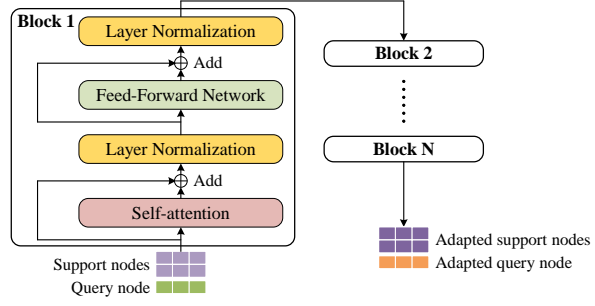 Block 1
Layer Normalization
Add
Feed-Forward Network
Layer Normalization
Add
Self-attention
Support nodes
Query node
Block 2
Block N
Adapted support nodes
Adapted query node